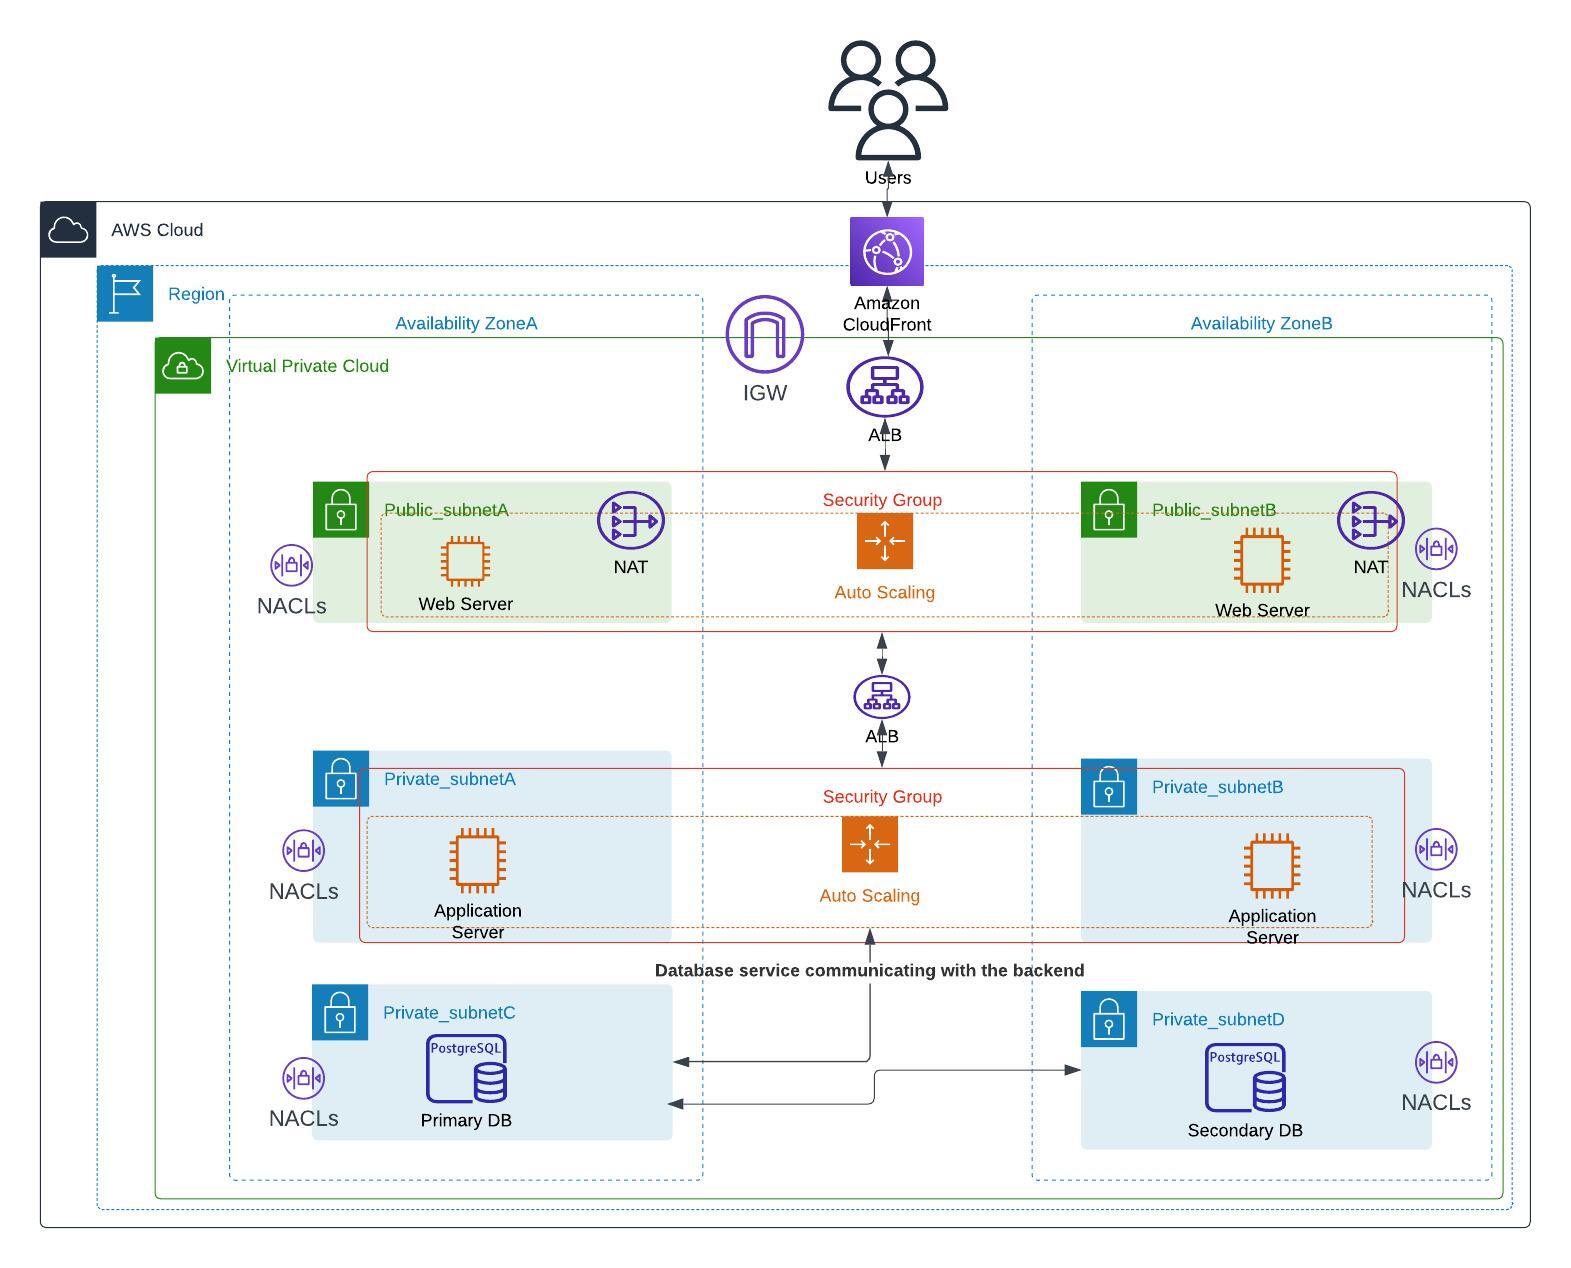 Users
AWS Cloud
Region
Amazon
CloudFront
Availability ZoneA
Availability ZoneB
Virtual Private Cloud
IGW
ALB
Security Group
Public_subnetA
Public_subnetB
NAT
NAT
Auto Scaling
Web Server
Web Server
NACLs
NACLs
ALB
Security Group
Private_subnetA
Private_subnetB
NACLs
NACLs
Auto Scaling
Application
Server
Application
Server
Database service communicating with the backend
Private_subnetC
Private_subnetD
PostgreSQL
PostgreSQL
NACLs
NACLs
Primary DB
Secondary DB